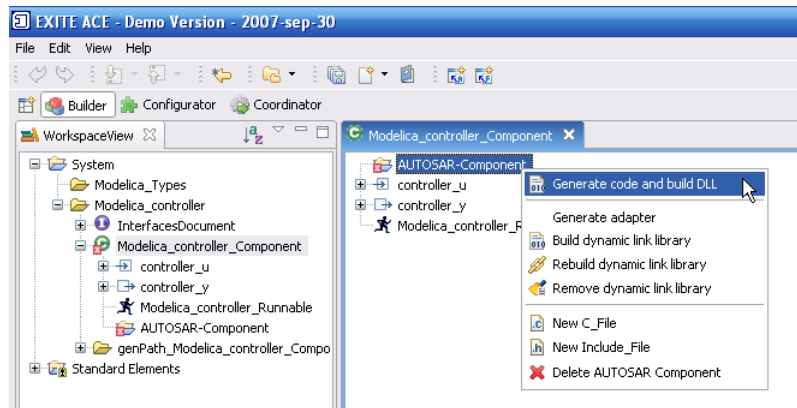 EXITE ACE - Demo Version - 2007-sep-30
File Edit View Help
Builder Configurator Coordinator
WorkspaceView
System
Modelica_Types
Modelica_controller
InterfacesDocument
Modelica_controller_Component
controller_u
controller_y
Modelica_controller_Runnable
AUTOSAR-Component
genPath_Modelica_controller_Compo
Standard Elements
Modelica_controller_Component
AUTOSAR-Component
controller_u
controller_y
Modelica_controller_R
Generate code and build DLL
Generate adapter
Build dynamic link library
Rebuild dynamic link library
Remove dynamic link library
New C_File
New Include_File
Delete AUTOSAR Component